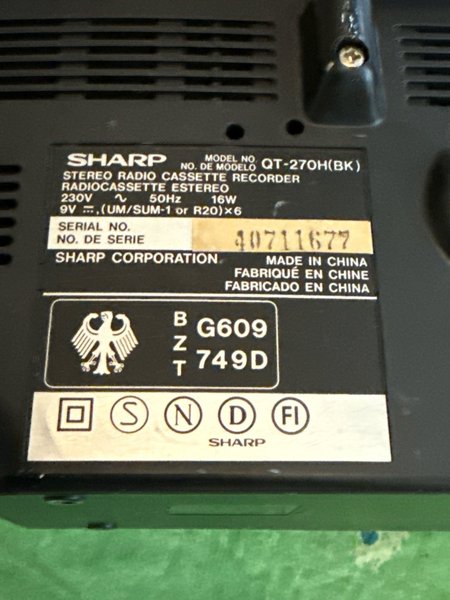 SHARP MODEL NO. NO. DE MODELO QT-270H(BK)
STEREO RADIO CASSETTE RECORDER
RADIOCASSETTE ESTEREO
230V ∿ 50Hz 16W
9V ⎓,(UM/SUM-1 or R20)×6
SERIAL NO.
NO. DE SERIE 40711677
SHARP CORPORATION MADE IN CHINA
FABRIQUÉ EN CHINE
FABRICADO EN CHINA
BZT G609 749D
S N D FI
SHARP